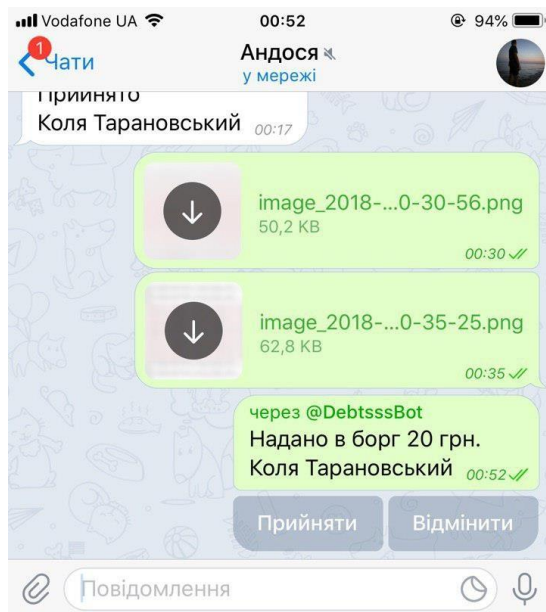 Vodafone UA 00:52 94%
1
Чати
Андося
у мережі
Прийнято
Коля Тарановський 00:17
image_2018-...0-30-56.png
50,2 KB
00:30
image_2018-...0-35-25.png
62,8 KB
00:35
через @DebtsssBot
Надано в борг 20 грн.
Коля Тарановський 00:52
Прийняти Відмінити
Повідомлення